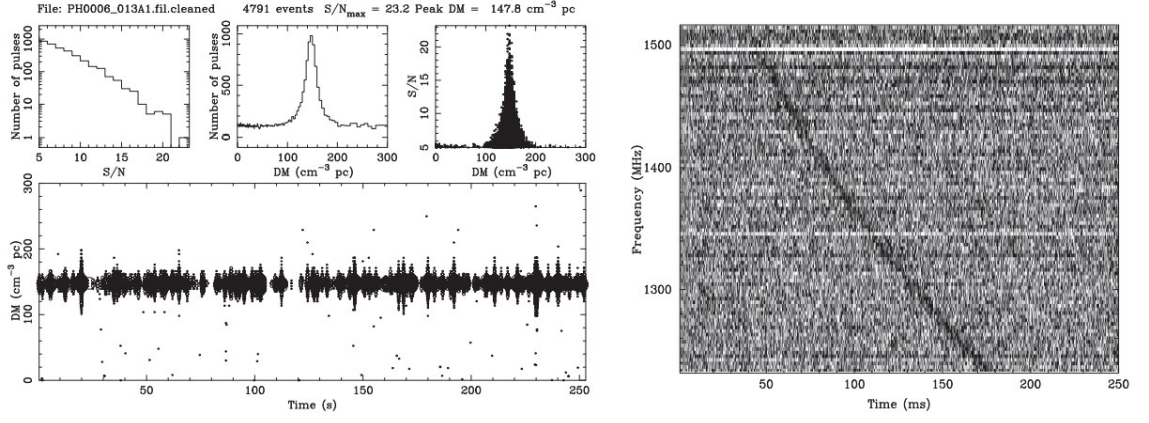 File: PH0006_013A1.fil.cleaned 4791 events S/Nmax = 23.2 Peak DM = 147.8 cm−3 pc
Number of pulses
1 10 100 1000
5 10 15 20
S/N
Number of pulses
0 500 1000
0 100 200 300
DM (cm−3 pc)
S/N
5 10 15 20
0 100 200 300
DM (cm−3 pc)
DM (cm−3 pc)
0 100 200 300
50 100 150 200 250
Time (s)
Frequency (MHz)
1500
1400
1300
50 100 150 200 250
Time (ms)